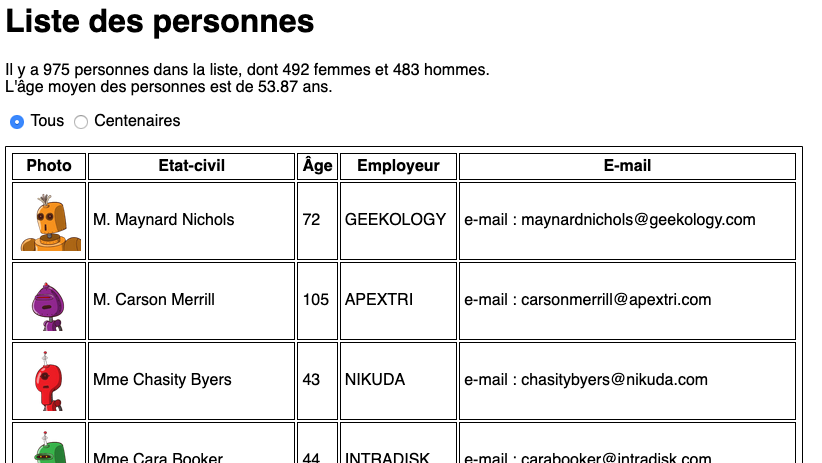 Liste des personnes
Il y a 975 personnes dans la liste, dont 492 femmes et 483 hommes.
L'âge moyen des personnes est de 53.87 ans.
Tous Centenaires
Photo Etat-civil Âge Employeur E-mail
M. Maynard Nichols 72 GEEKOLOGY e-mail : maynardnichols@geekology.com
M. Carson Merrill 105 APEXTRI e-mail : carsonmerrill@apextri.com
Mme Chasity Byers 43 NIKUDA e-mail : chasitybyers@nikuda.com
Mme Cara Booker 44 INTRADISK e-mail : carabooker@intradisk.com